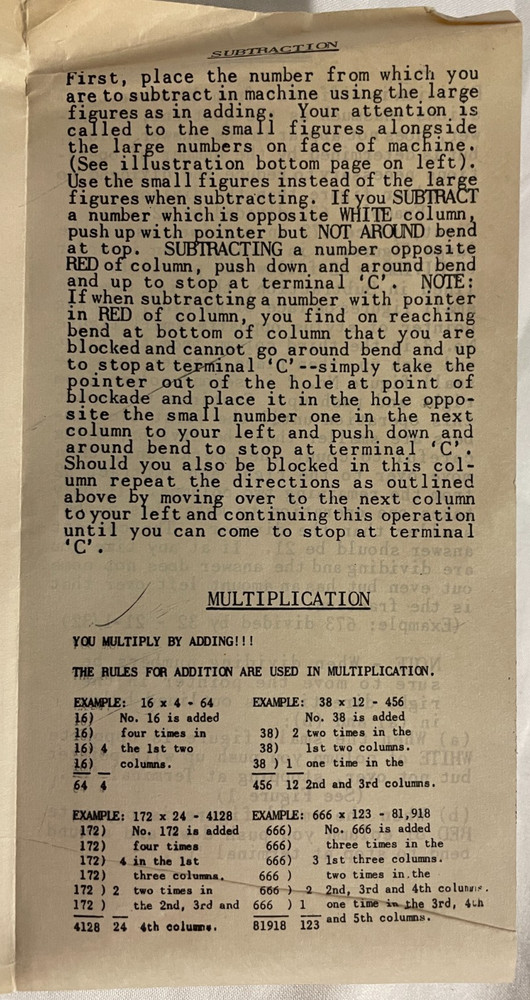 SUBTRACTION
First, place the number from which you
are to subtract in machine using the large
figures as in adding. Your attention is
called to the small figures alongside
the large numbers on face of machine.
(See illustration bottom page on left).
Use the small figures instead of the large
figures when subtracting. If you SUBTRACT
a number which is opposite WHITE column,
push up with pointer but NOT AROUND bend
at top. SUBTRACTING a number opposite
RED of column, push down and around bend
and up to stop at terminal 'C'. NOTE:
If when subtracting a number with pointer
in RED of column, you find on reaching
bend at bottom of column that you are
blocked and cannot go around bend and up
to stop at terminal 'C'--simply take the
pointer out of the hole at point of
blockade and place it in the hole oppo-
site the small number one in the next
column to your left and push down and
around bend to stop at terminal 'C'.
Should you also be blocked in this col-
umn repeat the directions as outlined
above by moving over to the next column
to your left and continuing this operation
until you can come to stop at terminal
'C'.
MULTIPLICATION
YOU MULTIPLY BY ADDING!!!
THE RULES FOR ADDITION ARE USED IN MULTIPLICATION.
EXAMPLE: 16 x 4 - 64
16) No. 16 is added
16) four times in
16) 4 the 1st two
16) columns.
64 4
EXAMPLE: 38 x 12 - 456
No. 38 is added
38) 2 two times in the
38) 1st two columns.
38 ) 1 one time in the
456 12 2nd and 3rd columns.
EXAMPLE: 172 x 24 - 4128
172) No. 172 is added
172) four times
172) 4 in the 1st
172) three columns.
172 ) 2 two times in
172 ) the 2nd, 3rd and
4128 24 4th columns.
EXAMPLE: 666 x 123 - 81,918
666) No. 666 is added
666) three times in the
666) 3 1st three columns.
666 ) two times in the
666 ) 2 2nd, 3rd and 4th columns.
666 ) 1 one time in the 3rd, 4th
81918 123 and 5th columns.